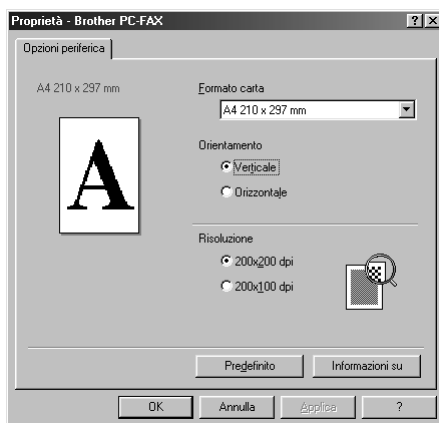 Proprietà - Brother PC-FAX
Opzioni periferica
A4 210 x 297 mm
A
Formato carta
A4 210 x 297 mm
Orientamento
Verticale
Orizzontale
Risoluzione
200x200 dpi
200x100 dpi
Predefinito
Informazioni su
OK
Annulla
Applica
?